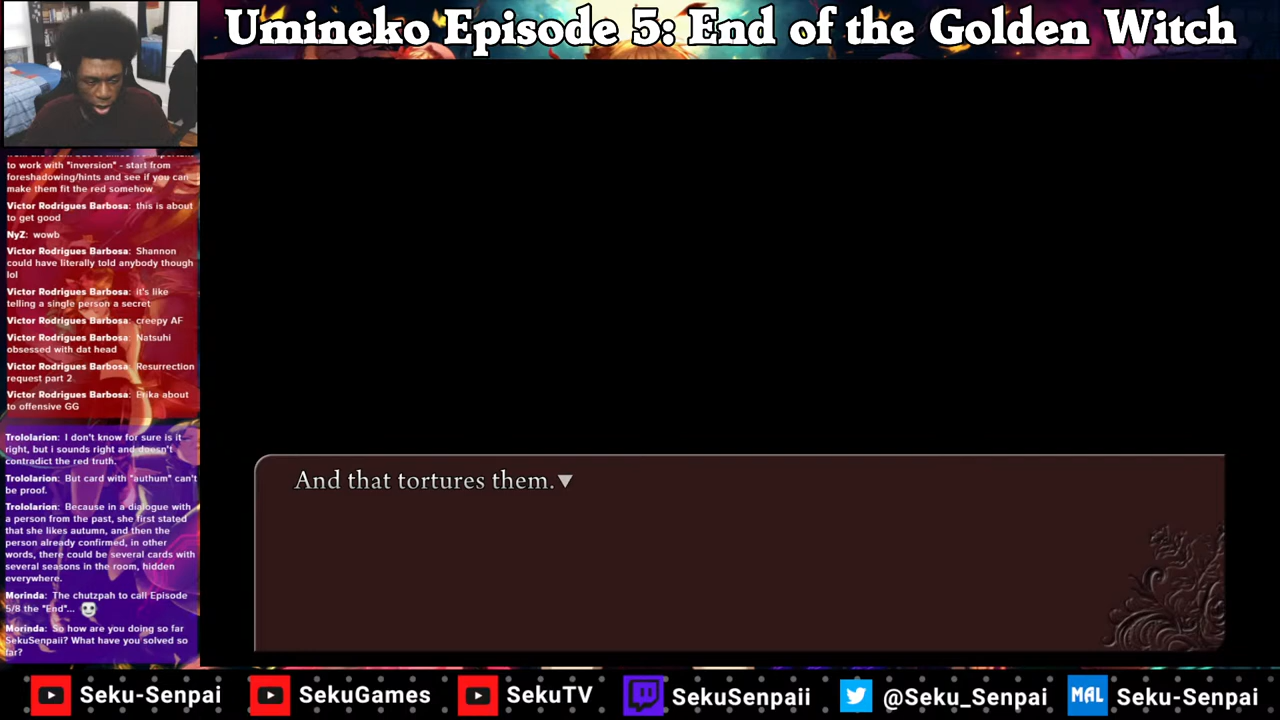 Umineko Episode 5: End of the Golden Witch
to work with "inversion" - start from
foreshadowing/hints and see if you can
make them fit the red somehow
Victor Rodrigues Barbosa: this is about
to get good
NyZ: wowb
Victor Rodrigues Barbosa: Shannon
could have literally told anybody though
lol
Victor Rodrigues Barbosa: it's like
telling a single person a secret
Victor Rodrigues Barbosa: creepy AF
Victor Rodrigues Barbosa: Natsuhi
obsessed with dat head
Victor Rodrigues Barbosa: Resurrection
request part 2
Victor Rodrigues Barbosa: Erika about
to offensive GG
Trololarion: I don't know for sure is it
right, but i sounds right and doesn't
contradict the red truth.
Trololarion: But card with "authum" can't
be proof.
Trololarion: Because in a dialogue with
a person from the past, she first stated
that she likes autumn, and then the
person already confirmed, in other
words, there could be several cards with
several seasons in the room, hidden
everywhere.
Morinda: The chutzpah to call Episode
5/8 the "End"...
Morinda: So how are you doing so far
SekuSenpaii? What have you solved so
far?
And that tortures them.
Seku-Senpai
SekuGames
SekuTV
SekuSenpaii
@Seku_Senpai
MAL
Seku-Senpai